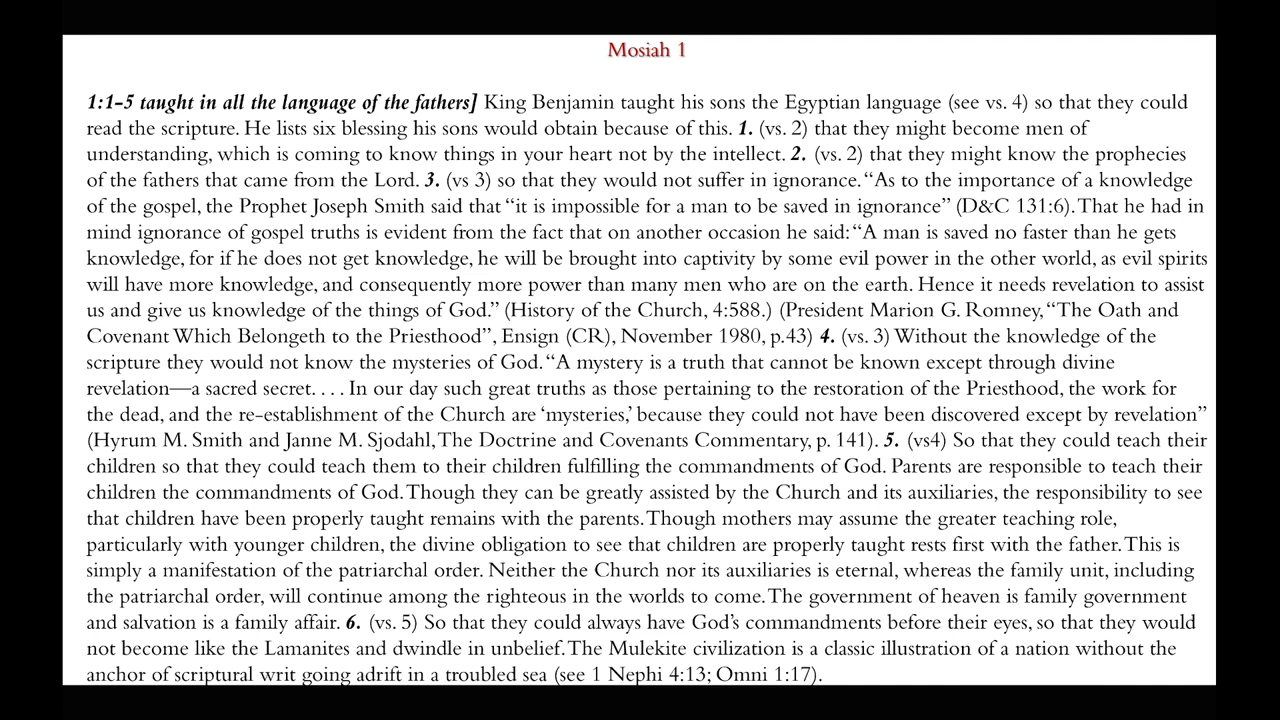 Mosiah 1
1:1-5 taught in all the language of the fathers] King Benjamin taught his sons the Egyptian language (see vs. 4) so that they could
read the scripture. He lists six blessing his sons would obtain because of this. 1. (vs. 2) that they might become men of
understanding, which is coming to know things in your heart not by the intellect. 2. (vs. 2) that they might know the prophecies
of the fathers that came from the Lord. 3. (vs 3) so that they would not suffer in ignorance. “As to the importance of a knowledge
of the gospel, the Prophet Joseph Smith said that “it is impossible for a man to be saved in ignorance” (D&C 131:6). That he had in
mind ignorance of gospel truths is evident from the fact that on another occasion he said: “A man is saved no faster than he gets
knowledge, for if he does not get knowledge, he will be brought into captivity by some evil power in the other world, as evil spirits
will have more knowledge, and consequently more power than many men who are on the earth. Hence it needs revelation to assist
us and give us knowledge of the things of God.” (History of the Church, 4:588.) (President Marion G. Romney, “The Oath and
Covenant Which Belongeth to the Priesthood”, Ensign (CR), November 1980, p.43) 4. (vs. 3) Without the knowledge of the
scripture they would not know the mysteries of God. “A mystery is a truth that cannot be known except through divine
revelation—a sacred secret. . . . In our day such great truths as those pertaining to the restoration of the Priesthood, the work for
the dead, and the re-establishment of the Church are ‘mysteries,’ because they could not have been discovered except by revelation”
(Hyrum M. Smith and Janne M. Sjodahl, The Doctrine and Covenants Commentary, p. 141). 5. (vs4) So that they could teach their
children so that they could teach them to their children fulfilling the commandments of God. Parents are responsible to teach their
children the commandments of God. Though they can be greatly assisted by the Church and its auxiliaries, the responsibility to see
that children have been properly taught remains with the parents. Though mothers may assume the greater teaching role,
particularly with younger children, the divine obligation to see that children are properly taught rests first with the father. This is
simply a manifestation of the patriarchal order. Neither the Church nor its auxiliaries is eternal, whereas the family unit, including
the patriarchal order, will continue among the righteous in the worlds to come. The government of heaven is family government
and salvation is a family affair. 6. (vs. 5) So that they could always have God’s commandments before their eyes, so that they would
not become like the Lamanites and dwindle in unbelief. The Mulekite civilization is a classic illustration of a nation without the
anchor of scriptural writ going adrift in a troubled sea (see 1 Nephi 4:13; Omni 1:17).